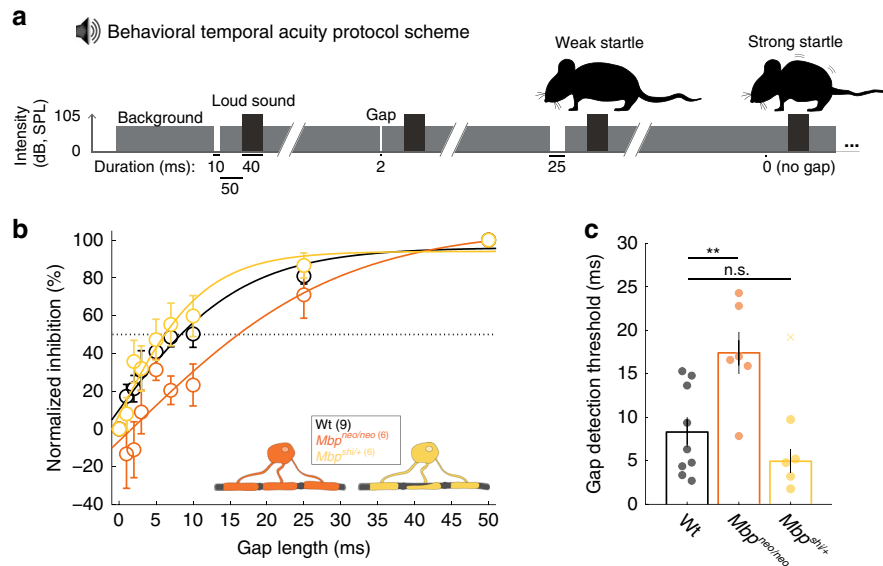 a
Behavioral temporal acuity protocol scheme
Weak startle
Strong startle
Intensity
(dB, SPL)
105
0
Background
Loud sound
Gap
...
Duration (ms):
10
40
50
2
25
0 (no gap)
b
Normalized inhibition (%)
100
80
60
40
20
0
−20
−40
Wt (9)
Mbp neo/neo (6)
Mbp shi/+ (6)
0
5
10
15
20
25
30
35
40
45
50
Gap length (ms)
c
Gap detection threshold (ms)
30
25
20
15
10
5
0
**
n.s.
Wt
Mbp neo/neo
Mbp shi/+